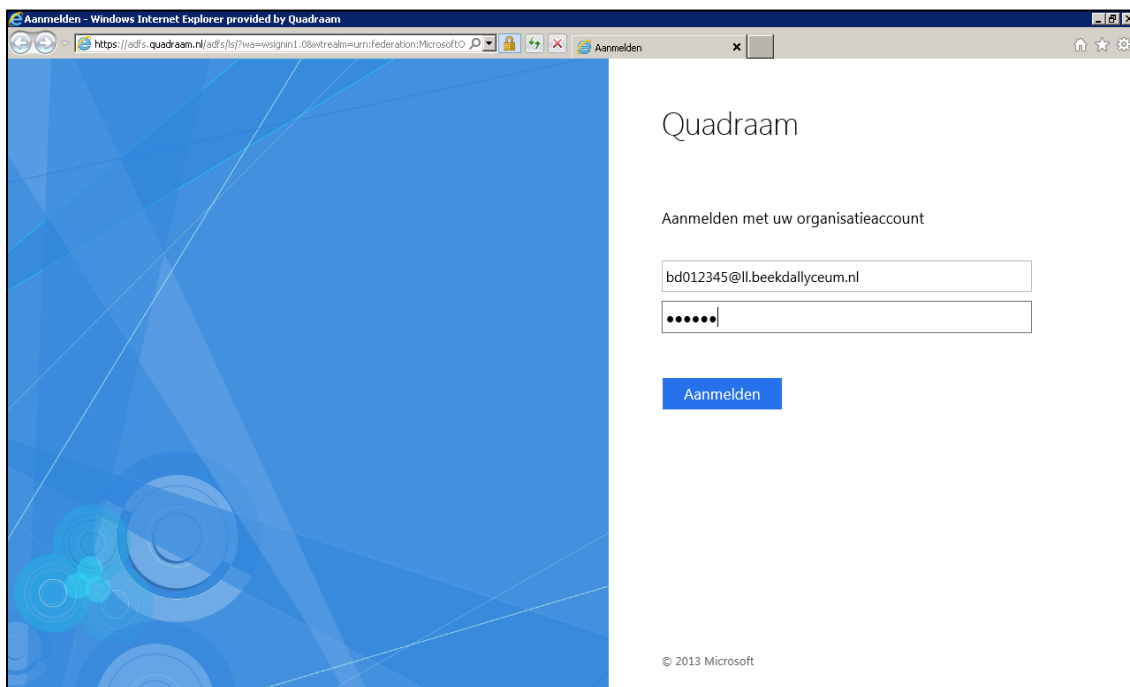 Aanmelden - Windows Internet Explorer provided by Quadraam
https://adfs.quadraam.nl/adfs/ls/?wa=wsignin1.0&wtrealm=urn:federation:MicrosoftO
Aanmelden
Quadraam
Aanmelden met uw organisatieaccount
bd012345@ll.beekdallyceum.nl
••••••
Aanmelden
© 2013 Microsoft